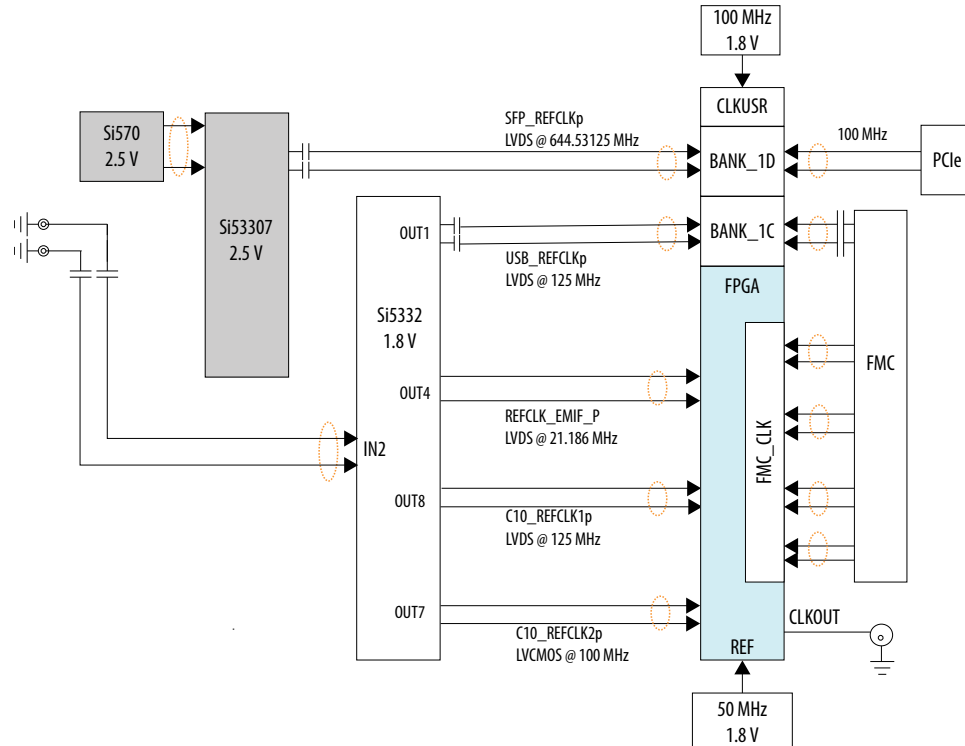 100 MHz
1.8 V
CLKUSR
Si570
2.5 V
SFP_REFCLKp
LVDS @ 644.53125 MHz
BANK_1D
100 MHz
PCIe
Si53307
2.5 V
OUT1
USB_REFCLKp
LVDS @ 125 MHz
BANK_1C
FPGA
Si5332
1.8 V
FMC
OUT4
REFCLK_EMIF_P
LVDS @ 21.186 MHz
FMC_CLK
IN2
OUT8
C10_REFCLK1p
LVDS @ 125 MHz
OUT7
C10_REFCLK2p
LVCMOS @ 100 MHz
CLKOUT
REF
50 MHz
1.8 V